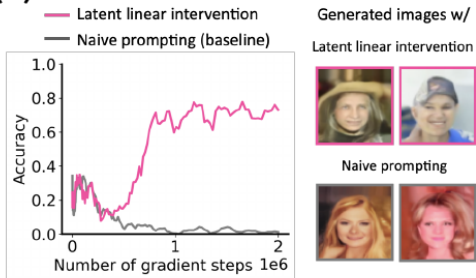 Latent linear intervention
Naive prompting (baseline)
Accuracy
1.0
0.8
0.6
0.4
0.2
0.0
0
1
2
Number of gradient steps 1e6
Generated images w/
Latent linear intervention
Naive prompting